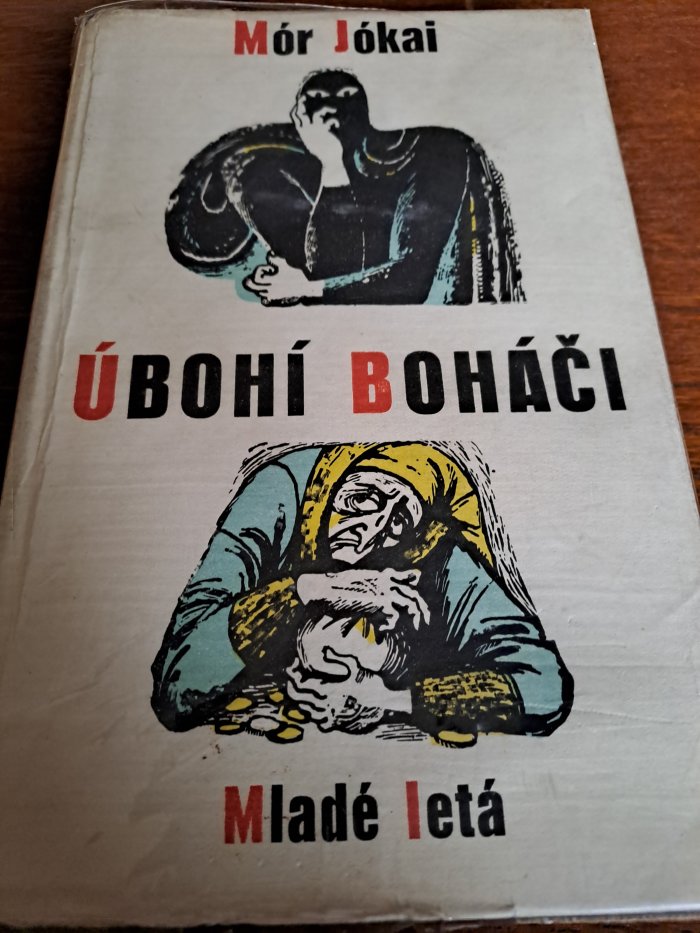 Mór Jókai
ÚBOHÍ BOHÁČI
Mladé letá